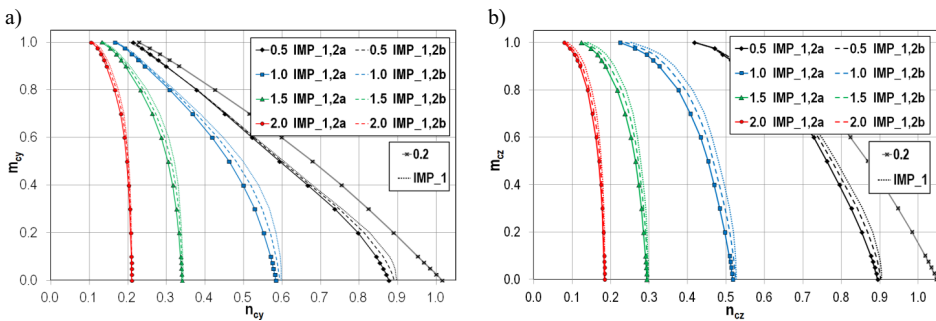 a)
1.0
0.8
0.6
0.4
0.2
0.0
m_cy
0.0 0.1 0.2 0.3 0.4 0.5 0.6 0.7 0.8 0.9 1.0 1.1
n_cy
0.5 IMP_1,2a 0.5 IMP_1,2b
1.0 IMP_1,2a 1.0 IMP_1,2b
1.5 IMP_1,2a 1.5 IMP_1,2b
2.0 IMP_1,2a 2.0 IMP_1,2b
0.2
IMP_1
b)
1.0
0.8
0.6
0.4
0.2
0.0
m_cz
0.0 0.1 0.2 0.3 0.4 0.5 0.6 0.7 0.8 0.9 1.0
n_cz
0.5 IMP_1,2a 0.5 IMP_1,2b
1.0 IMP_1,2a 1.0 IMP_1,2b
1.5 IMP_1,2a 1.5 IMP_1,2b
2.0 IMP_1,2a 2.0 IMP_1,2b
0.2
IMP_1